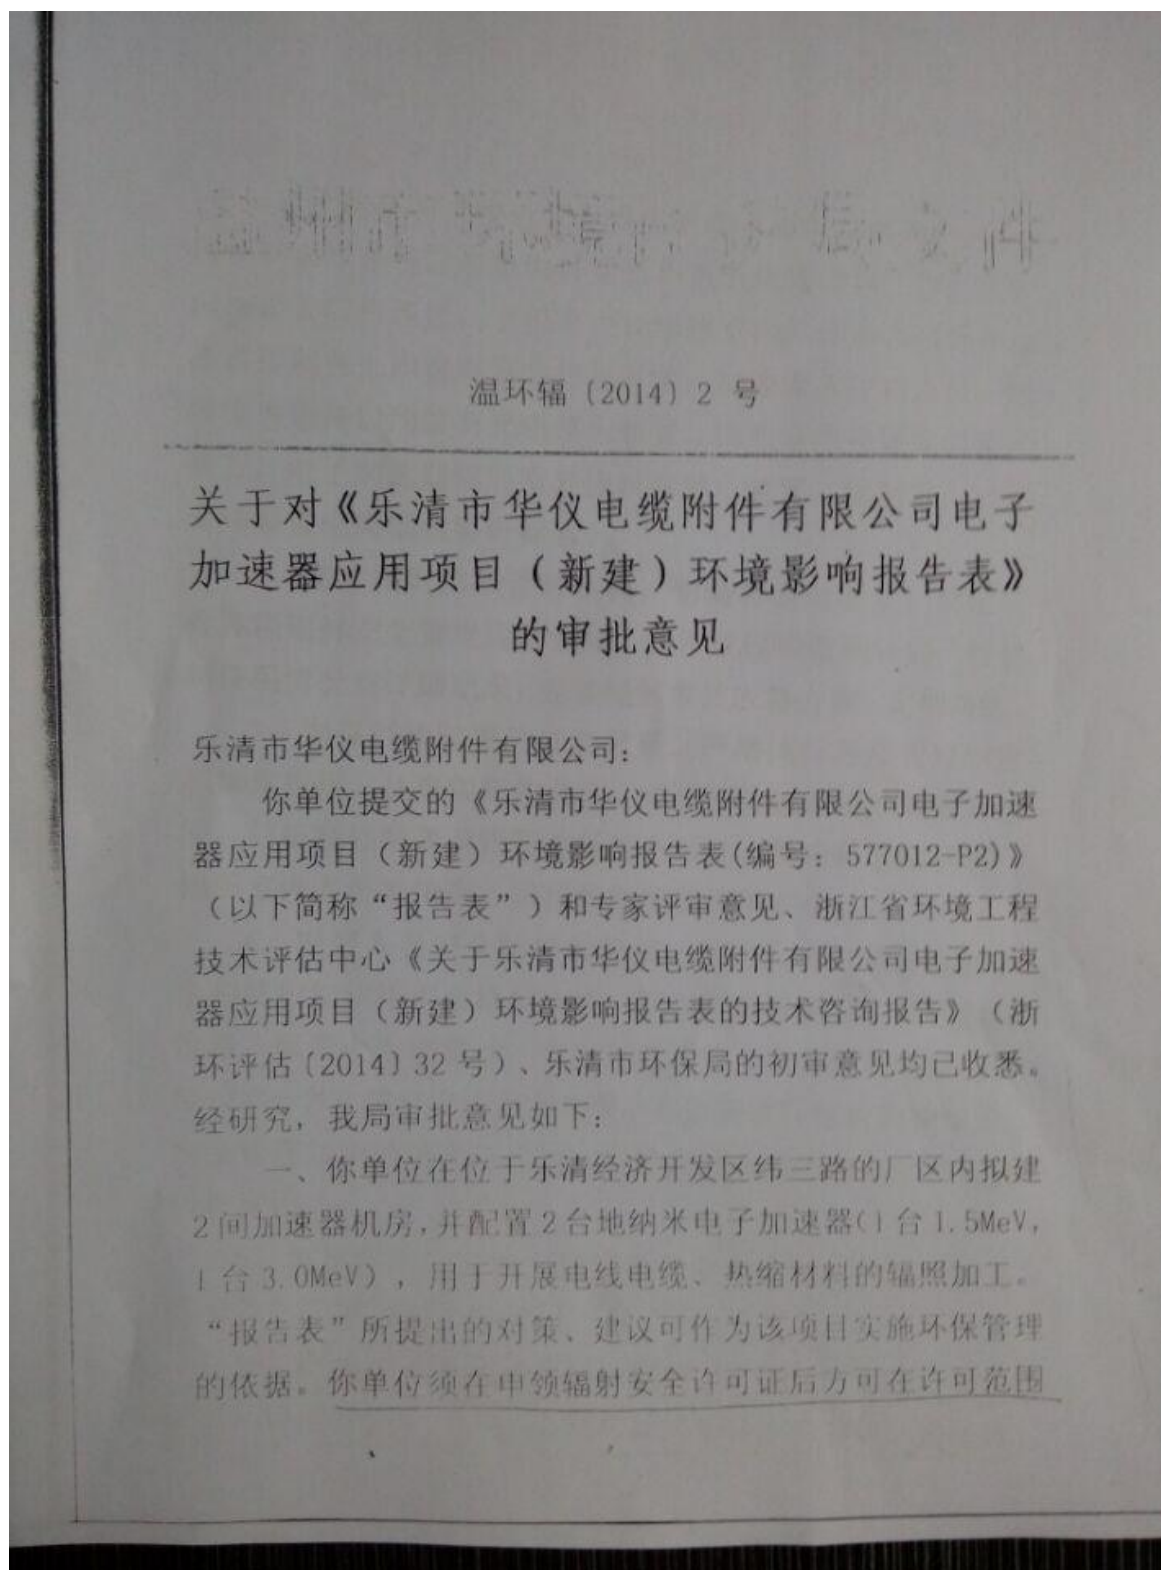 温州市环境保护局文件
温环辐〔2014〕2 号
关于对《乐清市华仪电缆附件有限公司电子
加速器应用项目（新建）环境影响报告表》
的审批意见
乐清市华仪电缆附件有限公司：
你单位提交的《乐清市华仪电缆附件有限公司电子加速
器应用项目（新建）环境影响报告表(编号：577012-P2)》
（以下简称“报告表”）和专家评审意见、浙江省环境工程
技术评估中心《关于乐清市华仪电缆附件有限公司电子加速
器应用项目（新建）环境影响报告表的技术咨询报告》（浙
环评估〔2014〕32 号）、乐清市环保局的初审意见均已收悉。
经研究，我局审批意见如下：
一、你单位在位于乐清经济开发区纬三路的厂区内拟建
2 间加速器机房，并配置 2 台地纳米电子加速器(1 台 1.5MeV，
1 台 3.0MeV)，用于开展电线电缆、热缩材料的辐照加工。
“报告表”所提出的对策、建议可作为该项目实施环保管理
的依据。你单位须在申领辐射安全许可证后方可在许可范围